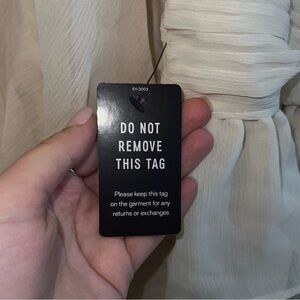 DO NOT
REMOVE
THIS TAG
Please keep this tag
on the garment for any
returns or exchanges